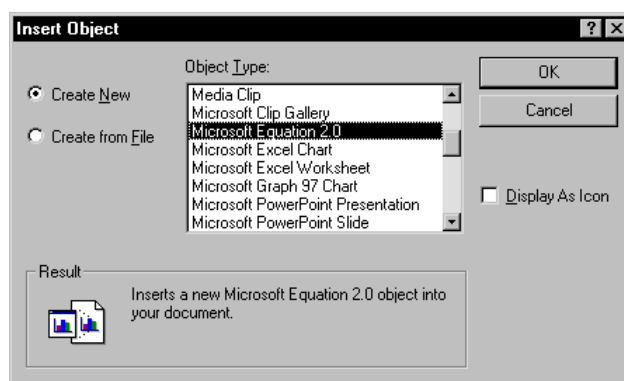 Insert Object
Object Type:
Create New
Create from File
Media Clip
Microsoft Clip Gallery
Microsoft Equation 2.0
Microsoft Excel Chart
Microsoft Excel Worksheet
Microsoft Graph 97 Chart
Microsoft PowerPoint Presentation
Microsoft PowerPoint Slide
OK
Cancel
Display As Icon
Result
Inserts a new Microsoft Equation 2.0 object into
your document.